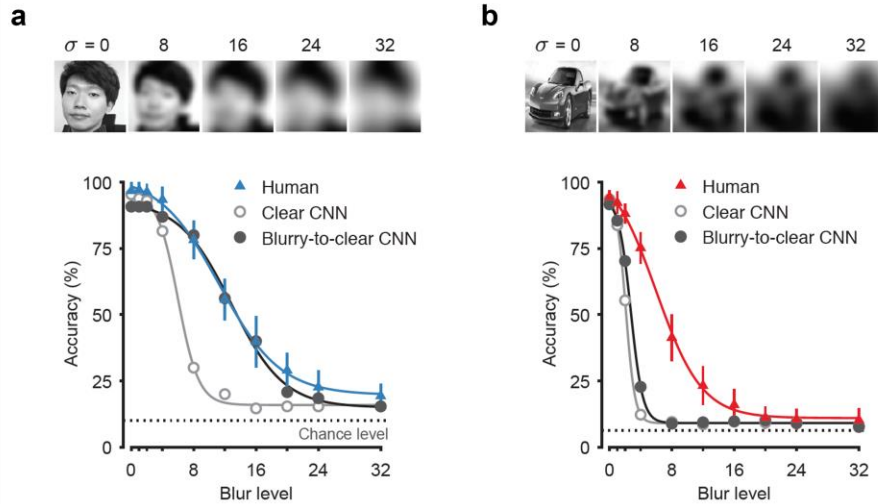 a
σ = 0 8 16 24 32
100
75
50
25
0
Accuracy (%)
Human
Clear CNN
Blurry-to-clear CNN
Chance level
0 8 16 24 32
Blur level
b
σ = 0 8 16 24 32
100
75
50
25
0
Accuracy (%)
Human
Clear CNN
Blurry-to-clear CNN
0 8 16 24 32
Blur level